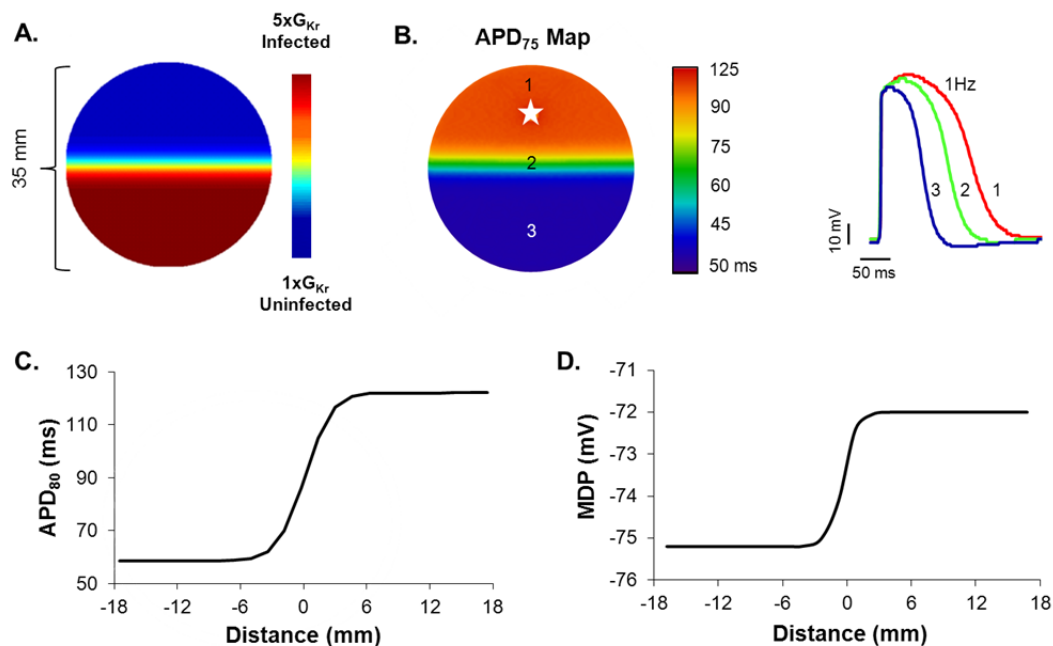 A.
35 mm
5xGKr
Infected
1xGKr
Uninfected
B.
APD75 Map
1
2
3
125
90
75
60
45
50 ms
1Hz
3 2 1
10 mV
50 ms
C.
APD80 (ms)
130
110
90
70
50
-18 -12 -6 0 6 12 18
Distance (mm)
D.
MDP (mV)
-71
-72
-73
-74
-75
-76
-18 -12 -6 0 6 12 18
Distance (mm)